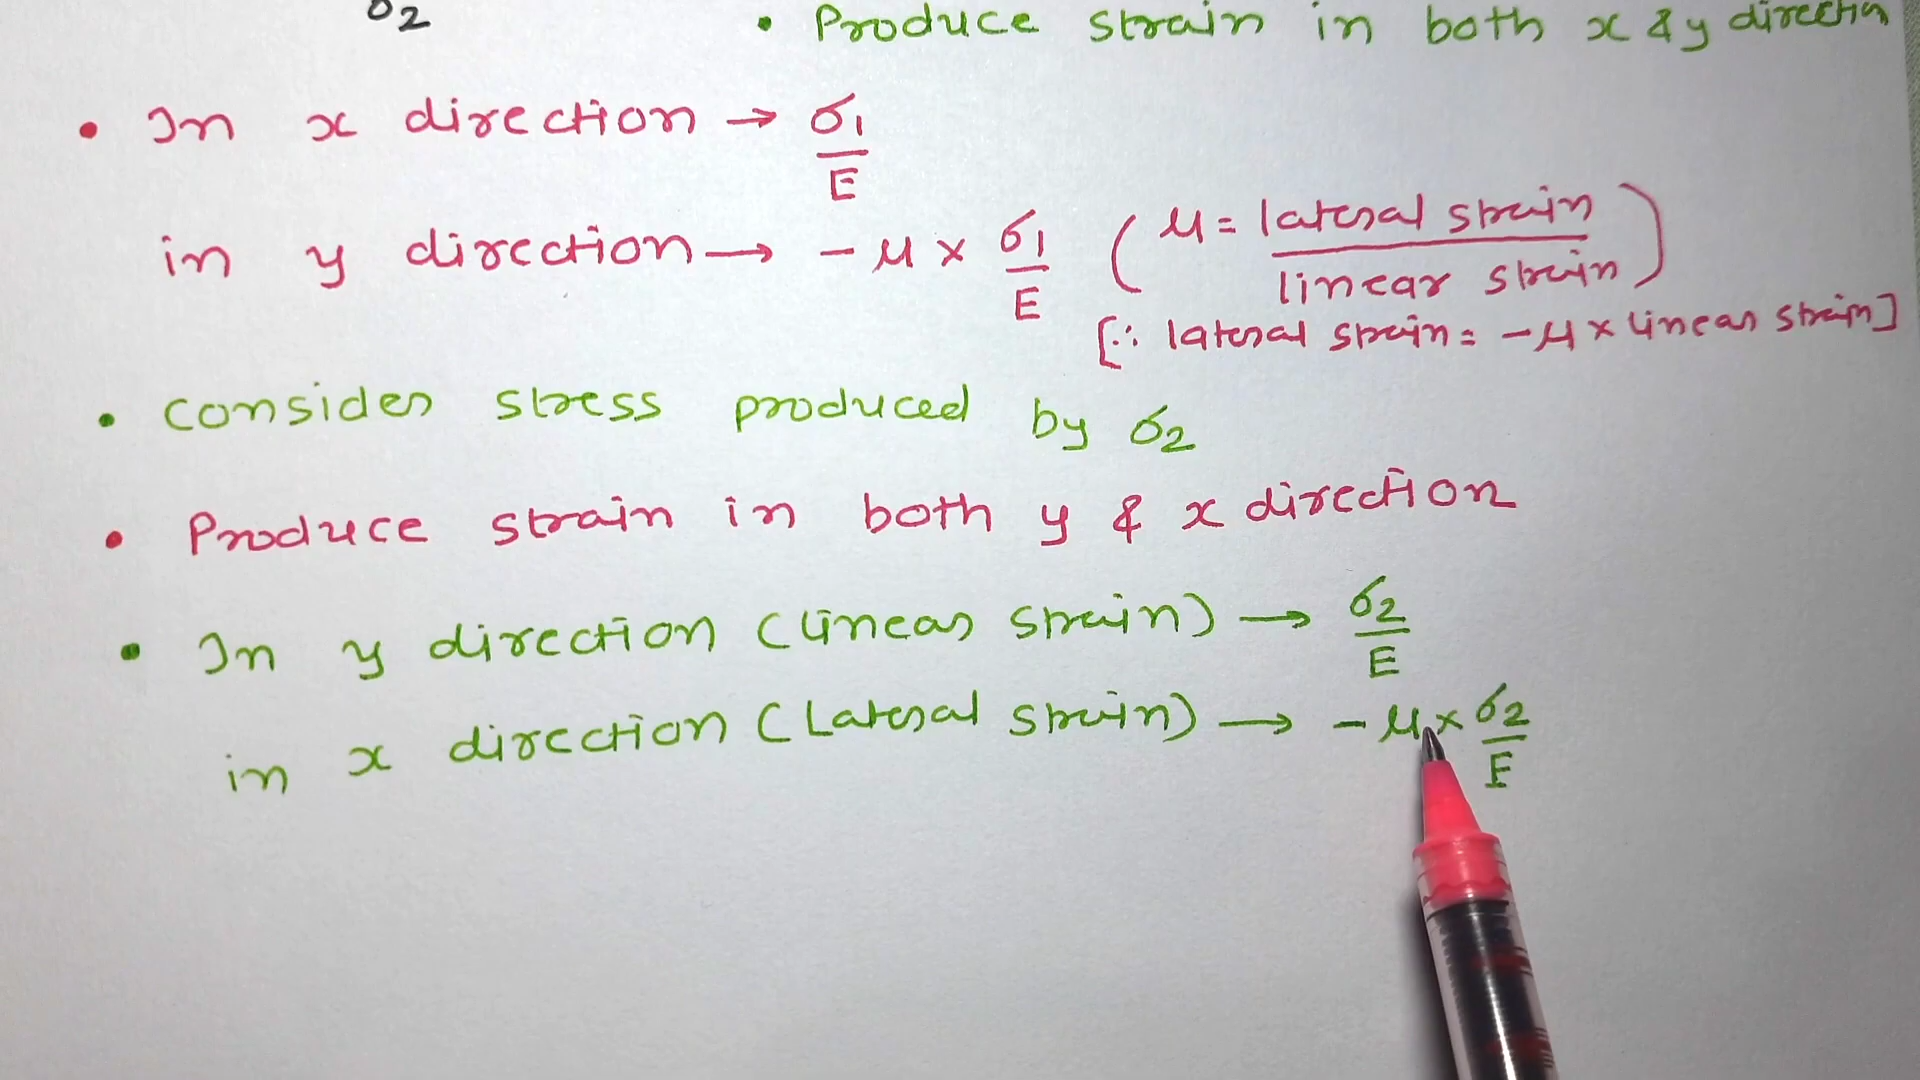 σ2
• Produce strain in both x & y direction
• In x direction → σ1/E
in y direction → -μ × σ1/E (μ = lateral strain/linear strain)
[∵ lateral strain = -μ × linear strain]
• Consider stress produced by σ2
• Produce strain in both y & x direction
• In y direction (linear strain) → σ2/E
in x direction (Lateral strain) → -μ × σ2/E